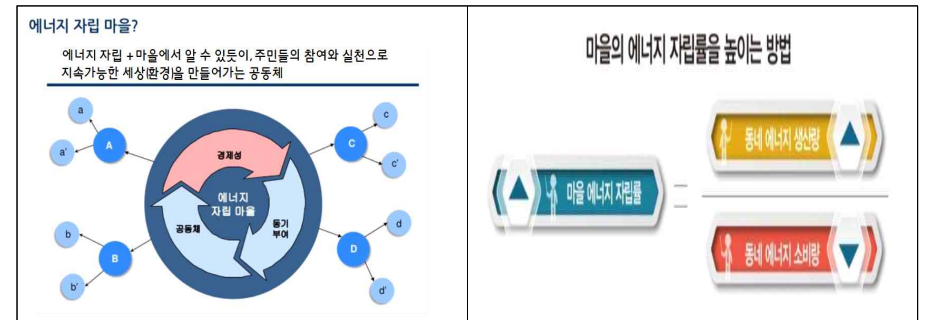 에너지 자립 마을?
에너지 자립 + 마을에서 알 수 있듯이, 주민들의 참여와 실천으로
지속가능한 세상(환경)을 만들어가는 공동체
a
a'
A
b
B
b'
경제성
에너지
자립 마을
공동체
동기
부여
c
C
c'
d
D
d'
마을의 에너지 자립률을 높이는 방법
마을 에너지 자립률
=
동네 에너지 생산량
동네 에너지 소비량